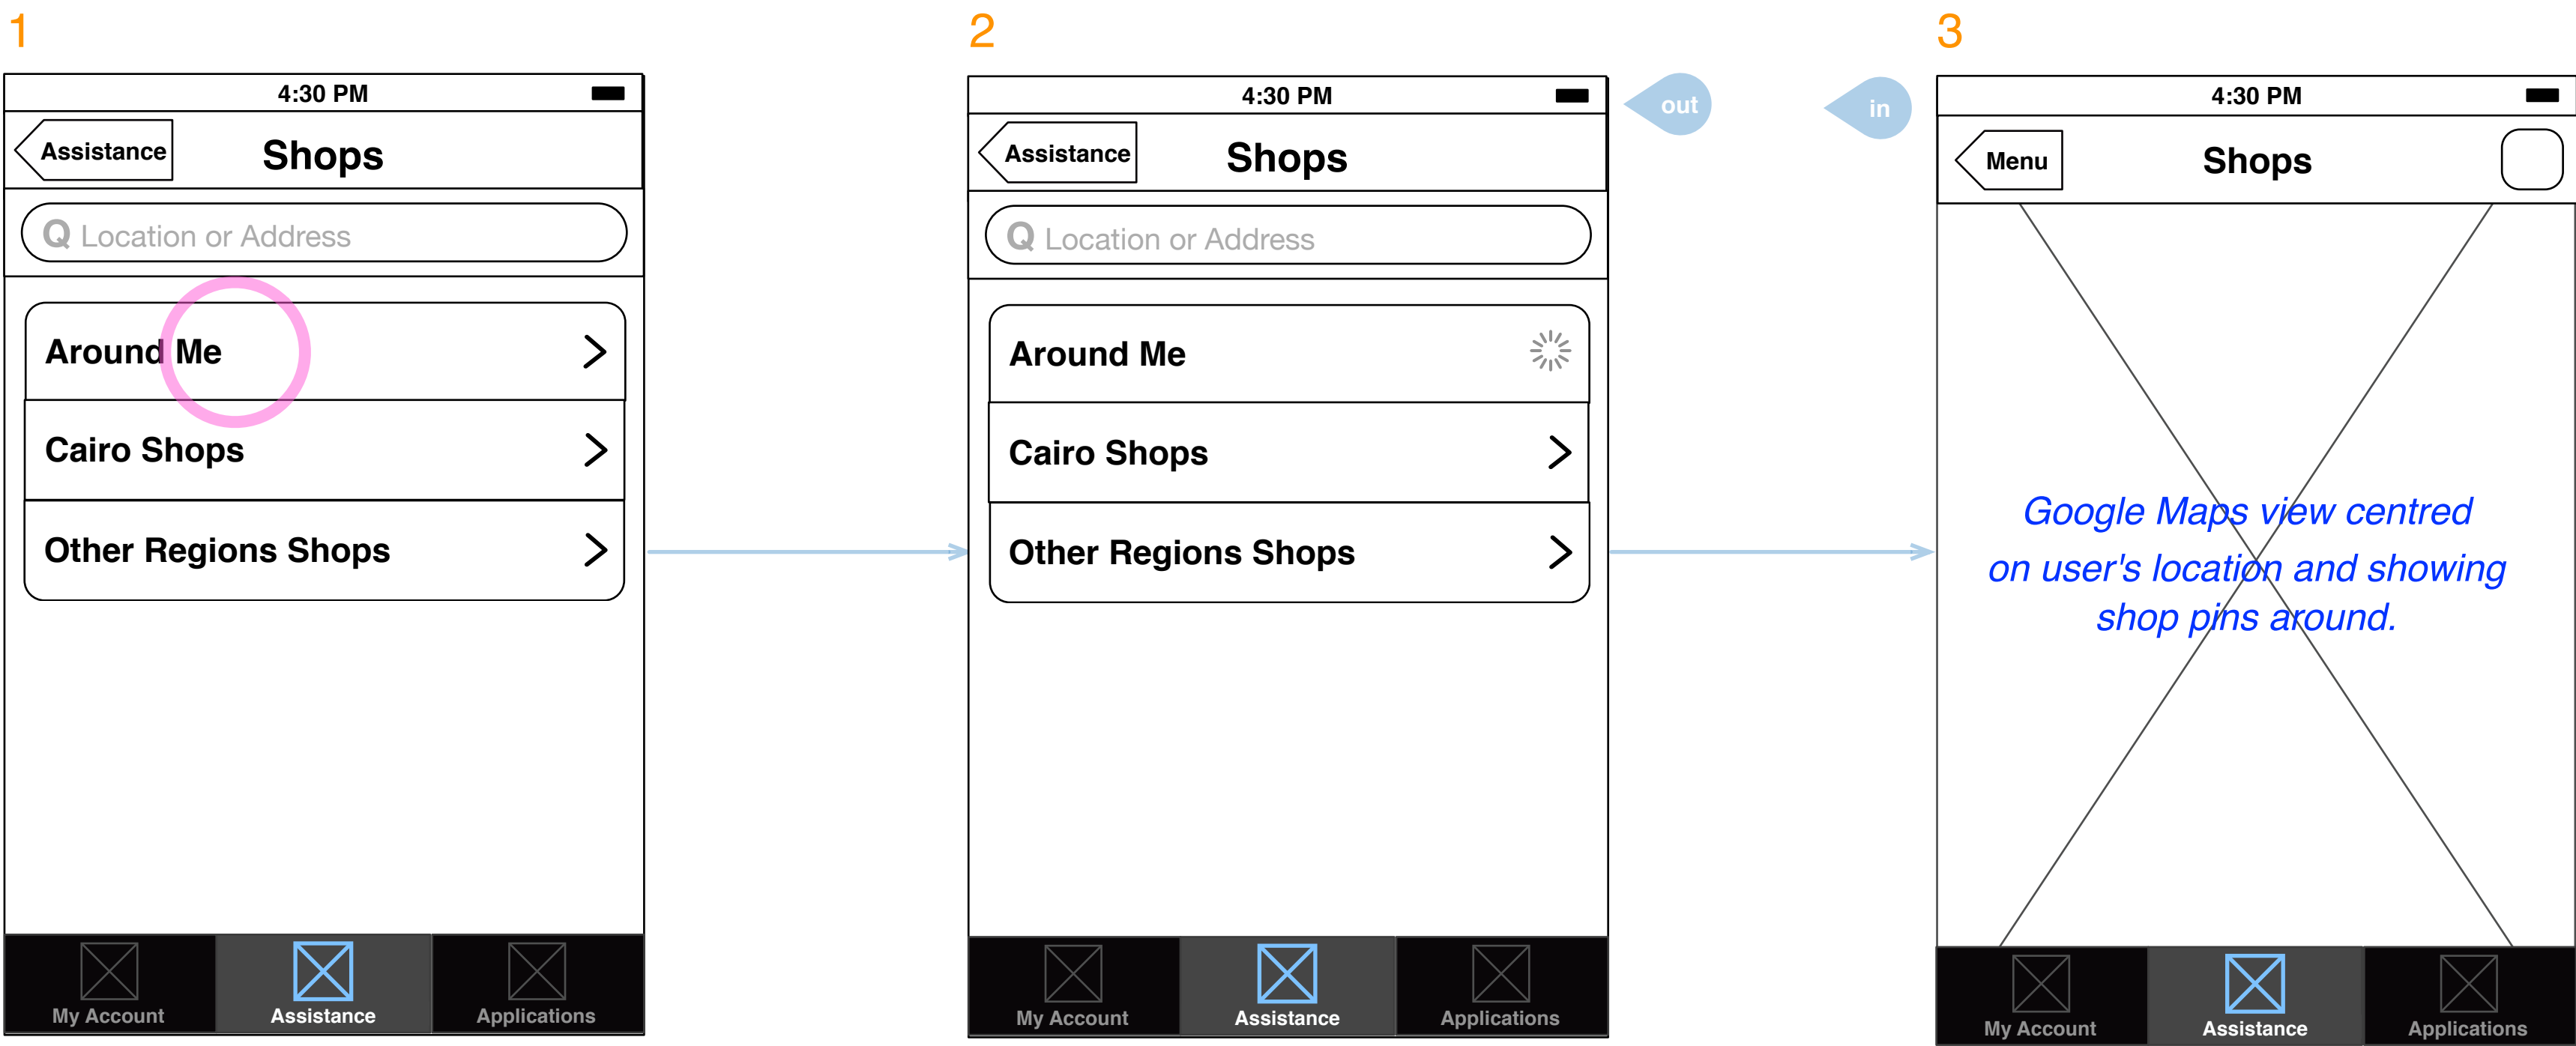 1
4:30 PM
Assistance
Shops
Q Location or Address
Around Me
Cairo Shops
Other Regions Shops
My Account
Assistance
Applications
2
4:30 PM
Assistance
Shops
Q Location or Address
Around Me
Cairo Shops
Other Regions Shops
My Account
Assistance
Applications
out
in
3
4:30 PM
Menu
Shops
Google Maps view centred
on user's location and showing
shop pins around.
My Account
Assistance
Applications